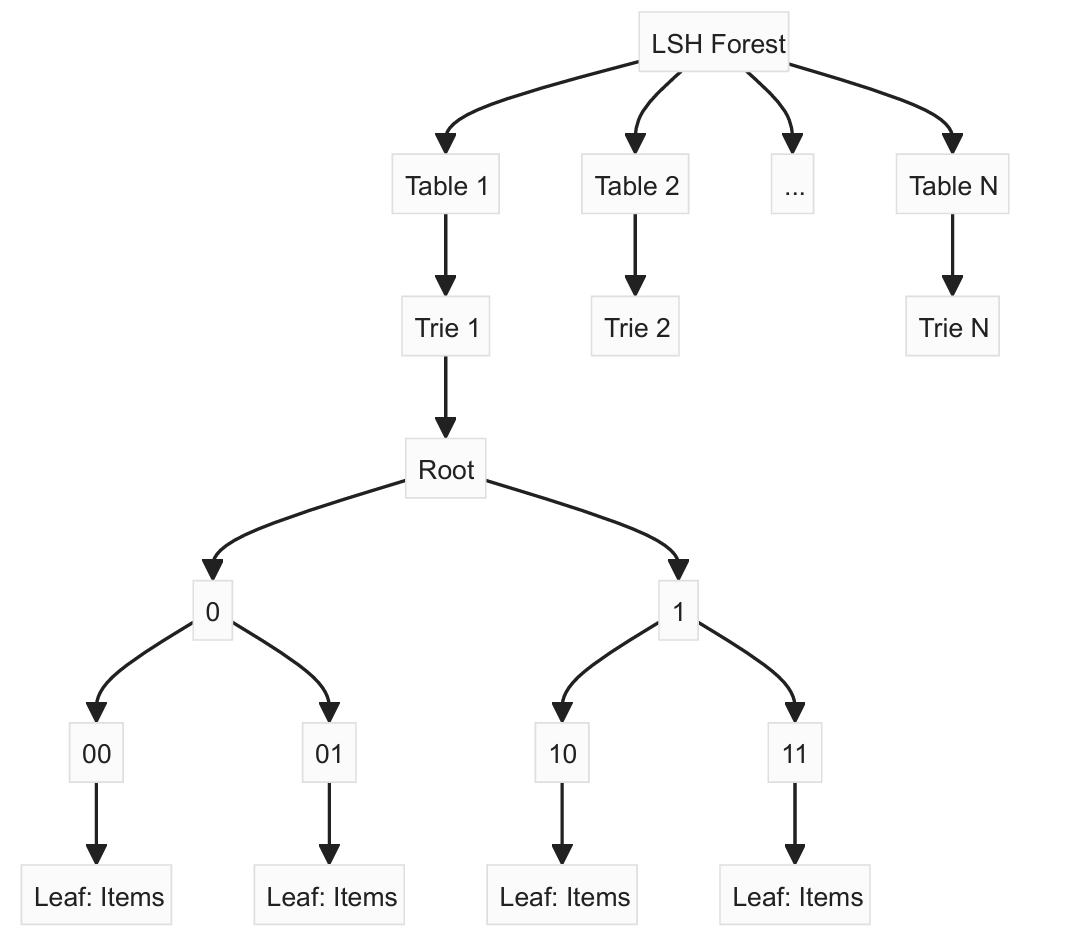 LSH Forest
Table 1
Table 2
...
Table N
Trie 1
Trie 2
Trie N
Root
0
1
00
01
10
11
Leaf: Items
Leaf: Items
Leaf: Items
Leaf: Items